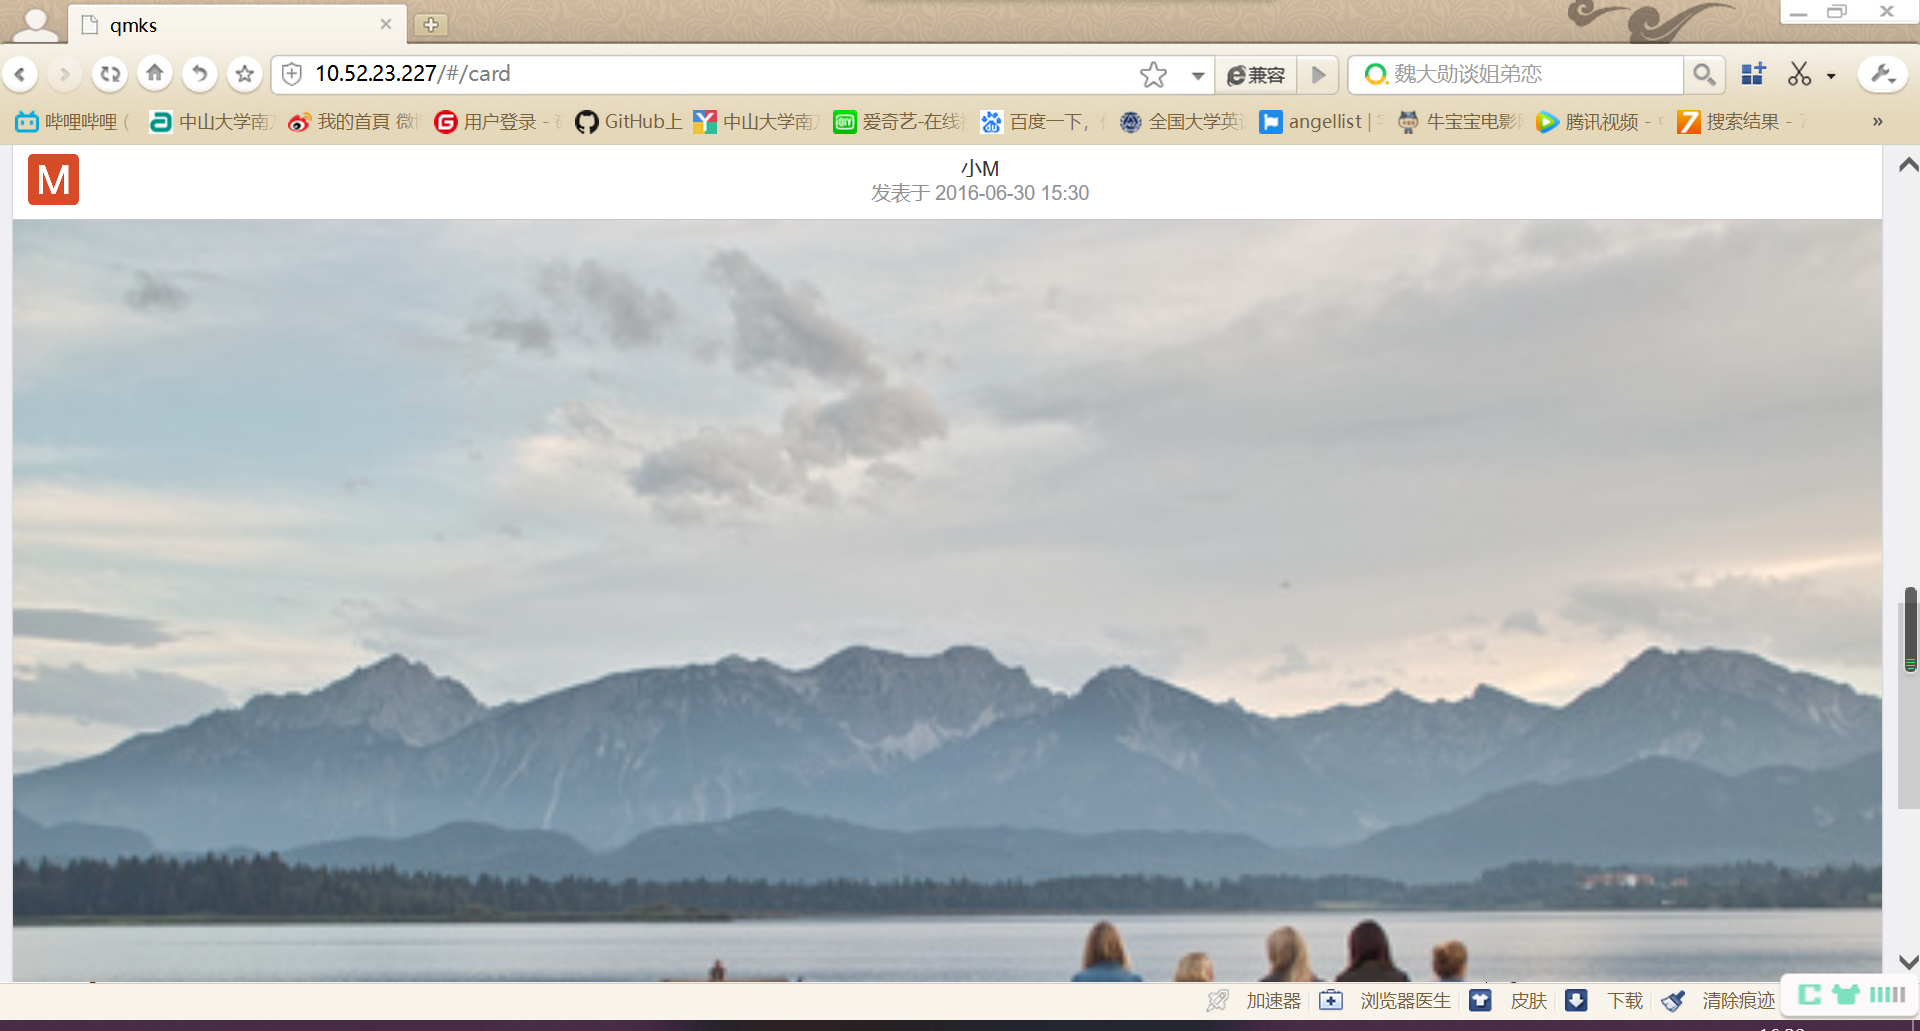 qmks
10.52.23.227/#/card
兼容
魏大勋谈姐弟恋
哔哩哔哩 (
中山大学南
我的首頁 微
用户登录 -
GitHub上
中山大学南
爱奇艺-在线
百度一下,
全国大学英
angellist |
牛宝宝电影
腾讯视频 -
搜索结果 - 7
»
M
小M
发表于 2016-06-30 15:30
加速器
浏览器医生
皮肤
下载
清除痕迹